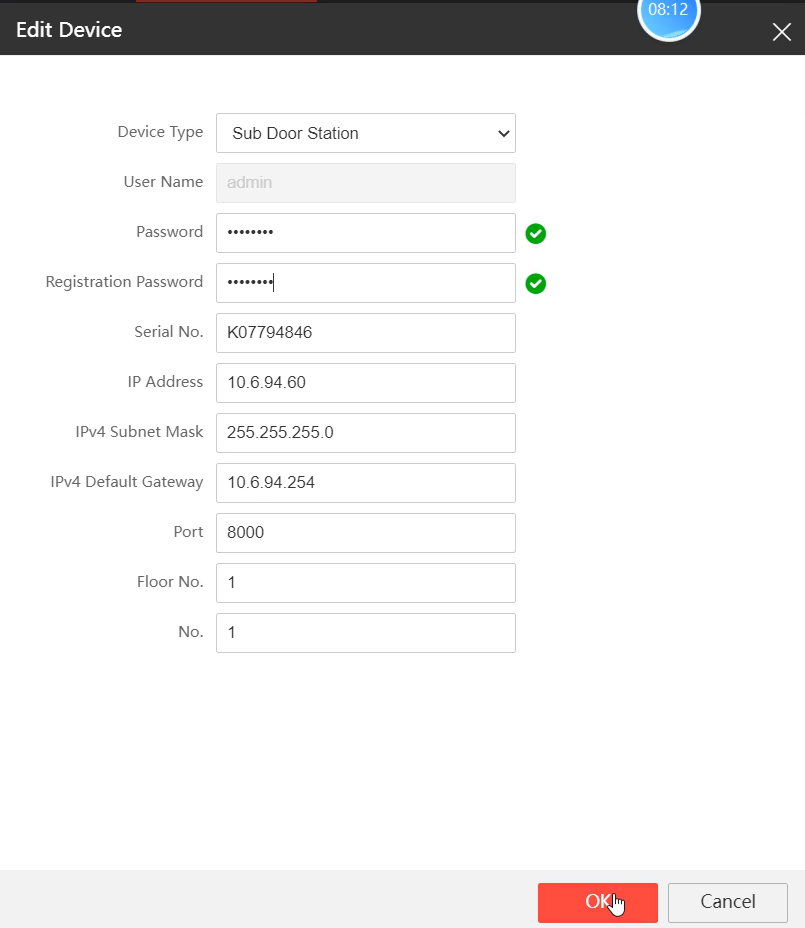 08:12
Edit Device
Device Type Sub Door Station
User Name admin
Password ••••••••
Registration Password ••••••••
Serial No. K07794846
IP Address 10.6.94.60
IPv4 Subnet Mask 255.255.255.0
IPv4 Default Gateway 10.6.94.254
Port 8000
Floor No. 1
No. 1
OK Cancel